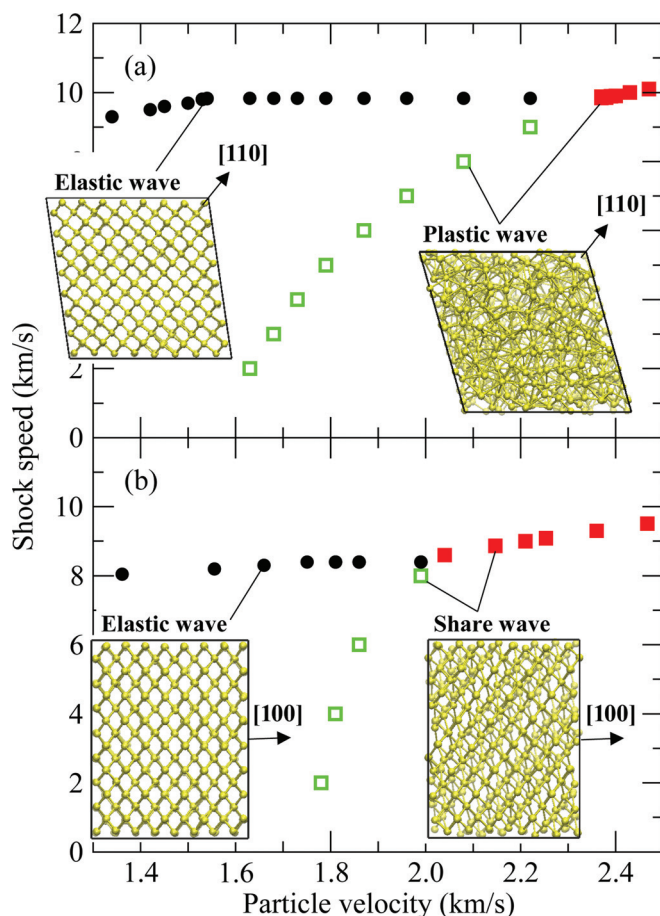 12
(a)
10
[110]
Elastic wave
[110]
Plastic wave
2
0
Shock speed (km/s)
(b)
10
8
Elastic wave
Share wave
6
[100]
[100]
4
2
0
1.4
1.6
1.8
2.0
2.2
2.4
Particle velocity (km/s)